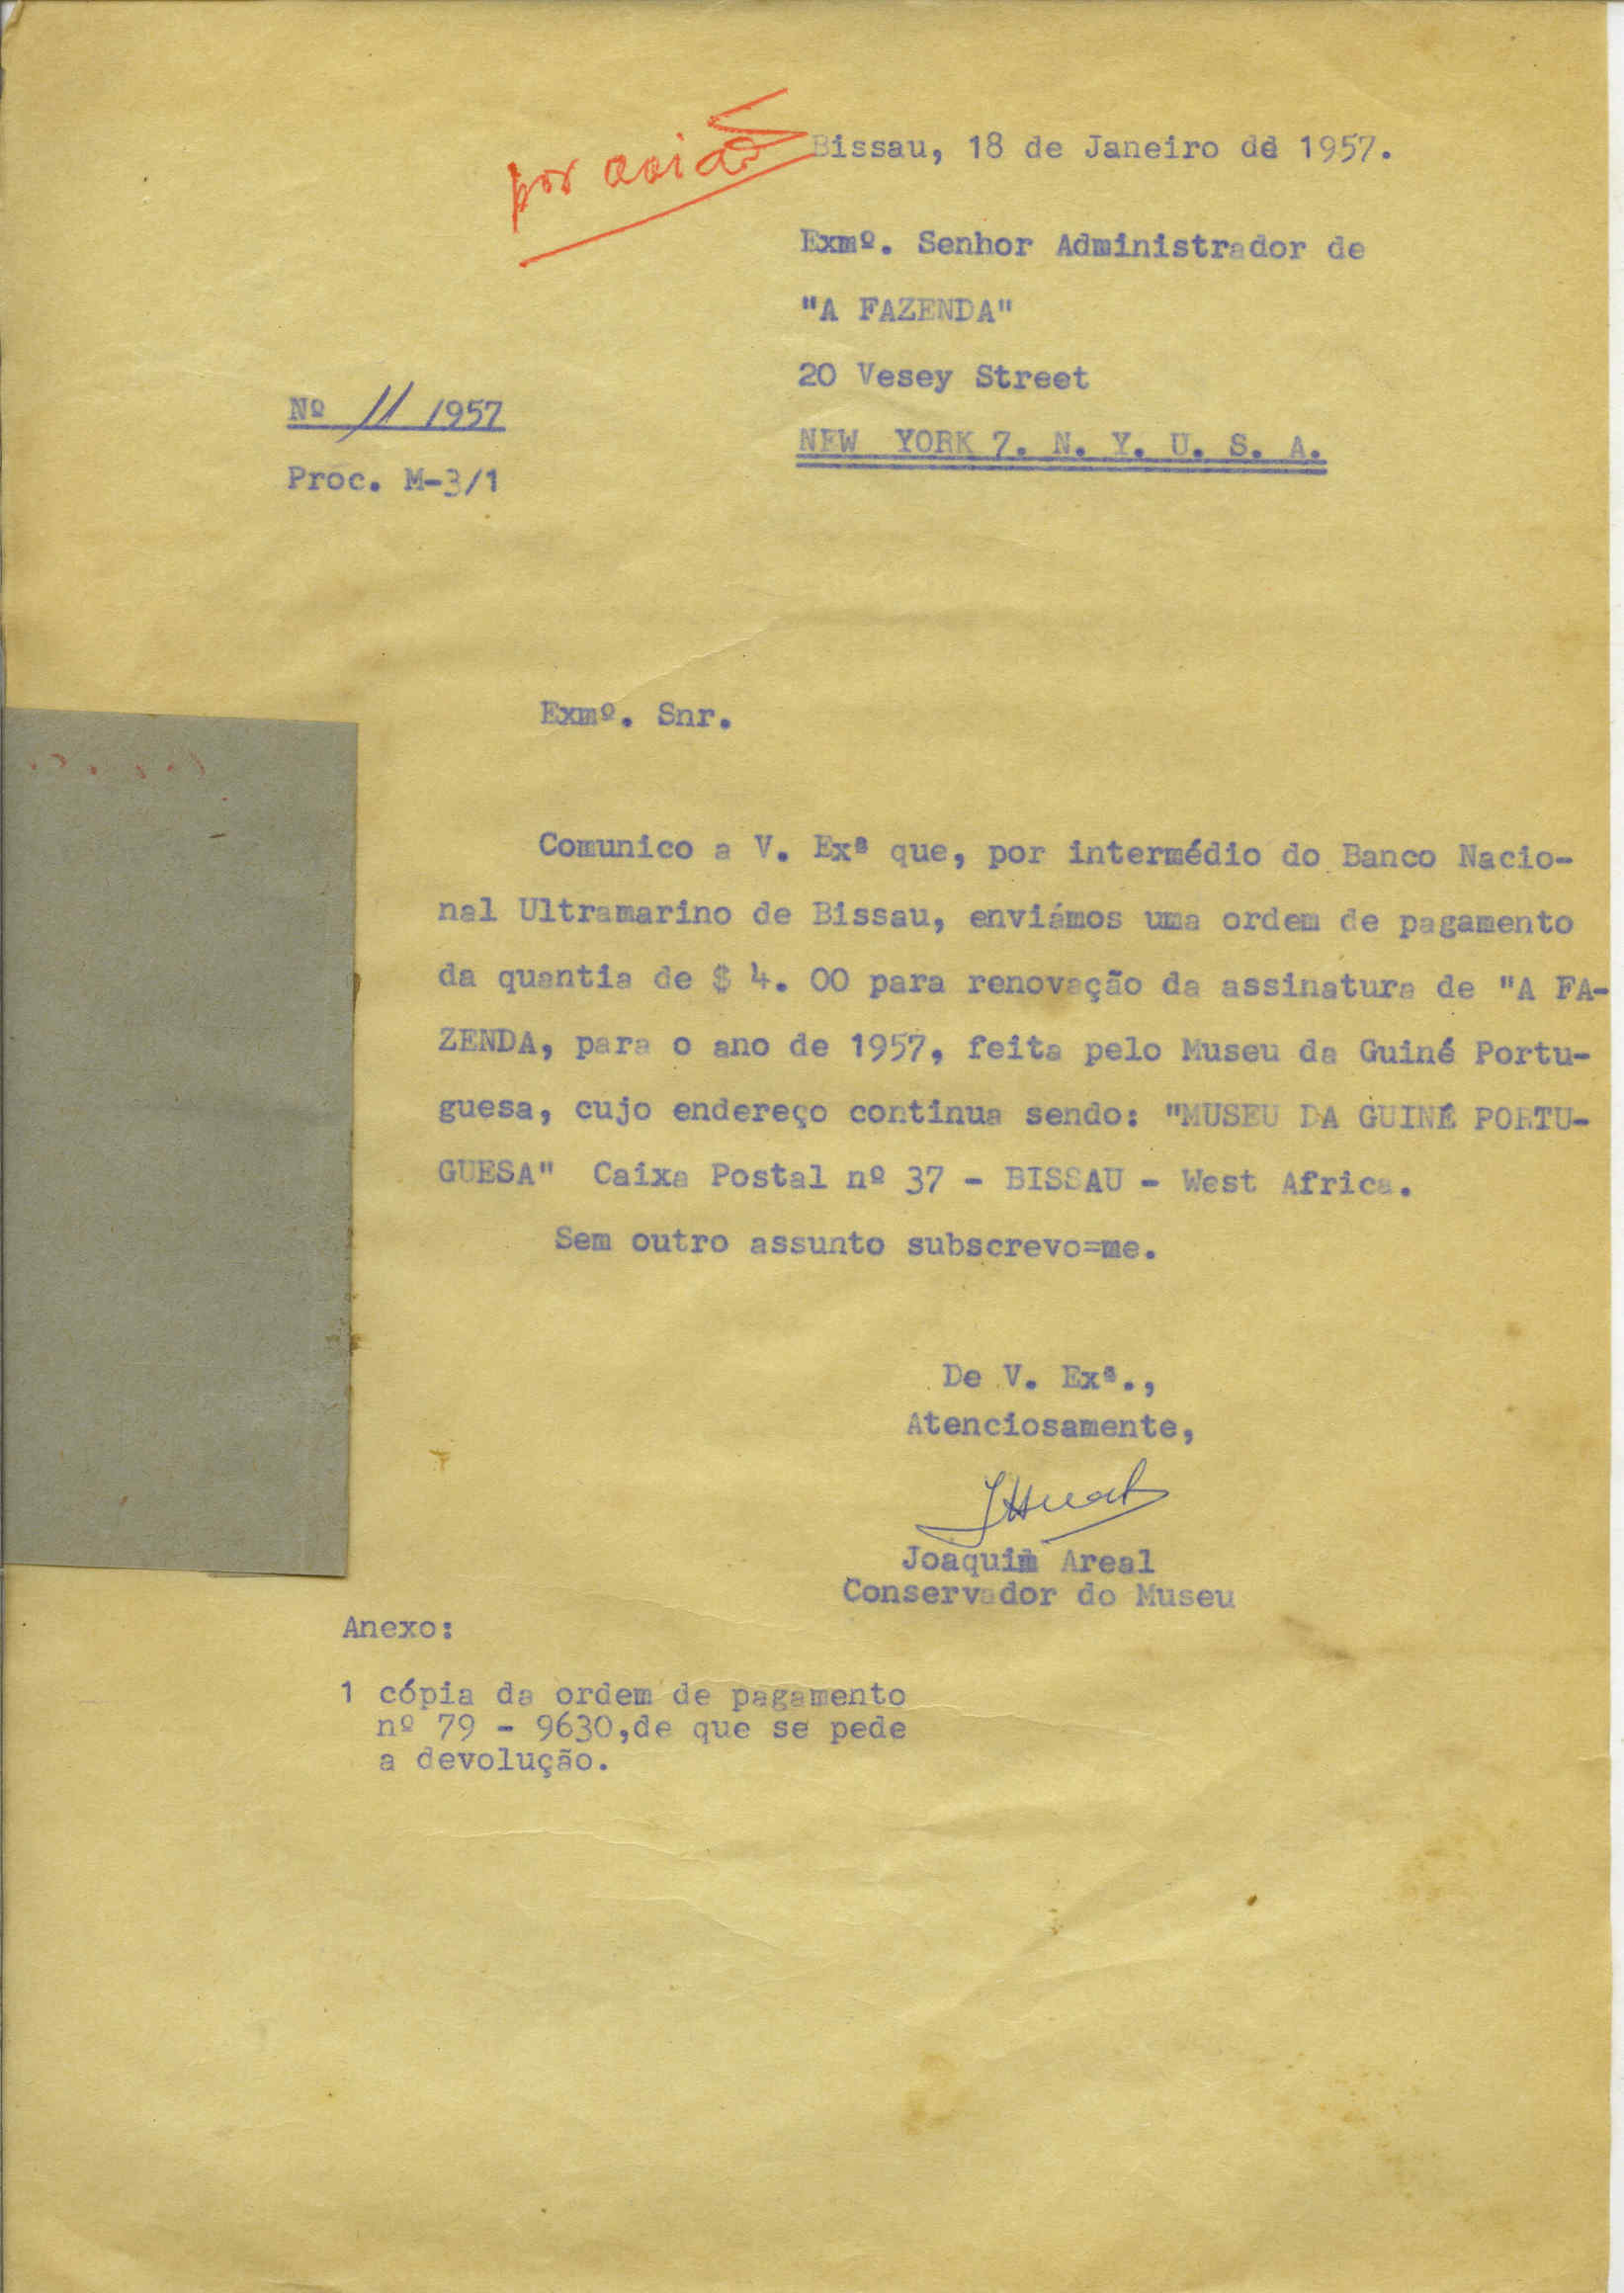 por avião
Bissau, 18 de Janeiro de 1957.
Exmº. Senhor Administrador de
"A FAZENDA"
20 Vesey Street
Nº 11 /957
NEW YORK 7. N. Y. U. S. A.
Proc. M-3/1
Exmº. Snr.
Comunico a V. Exª que, por intermédio do Banco Nacio-
nal Ultramarino de Bissau, enviámos uma ordem de pagamento
da quantia de $ 4. 00 para renovação da assinatura de "A FA-
ZENDA, para o ano de 1957, feita pelo Museu da Guiné Portu-
guesa, cujo endereço continua sendo: "MUSEU DA GUINÉ PORTU-
GUESA" Caixa Postal nº 37 - BISSAU - West Africa.
Sem outro assunto subscrevo=me.
De V. Exª.,
Atenciosamente,
Joaquim Areal
Conservador do Museu
Anexo:
1 cópia da ordem de pagamento
nº 79 - 9630,de que se pede
a devolução.